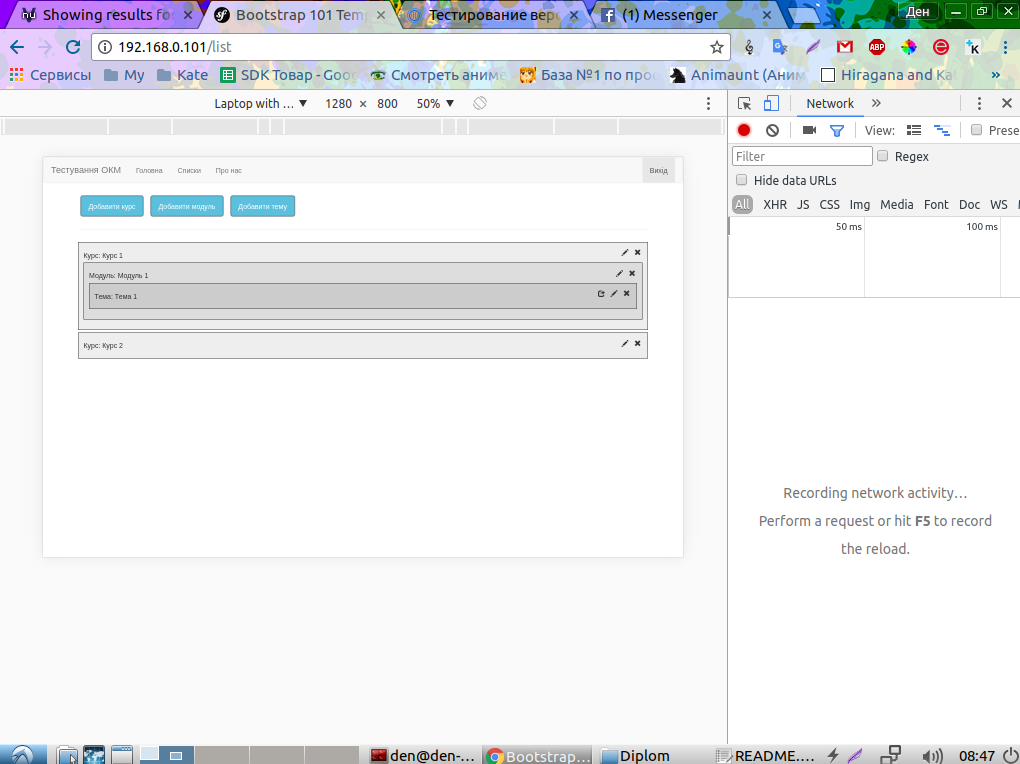 Showing results fo
Bootstrap 101 Tem
Тестирование вер
(1) Messenger
Ден
192.168.0.101/list
ABP
K
Сервисы
My
Kate
SDK Товар - Goo
Смотреть аниме
База №1 по про
Animaunt (Аним
Hiragana and Ka
»
Laptop with ... ▼ 1280 × 800 50% ▼
Network »
View:
Prese
Filter
Regex
Hide data URLs
All XHR JS CSS Img Media Font Doc WS
50 ms
100 ms
Тестування ОКМ Головна Списки Про нас Вихід
Добавити курс Добавити модуль Добавити тему
Курс: Курс 1
Модуль: Модуль 1
Тема: Тема 1
Курс: Курс 2
Recording network activity…
Perform a request or hit F5 to record
the reload.
den@den-...
Bootstrap...
Diplom
README....
08:47